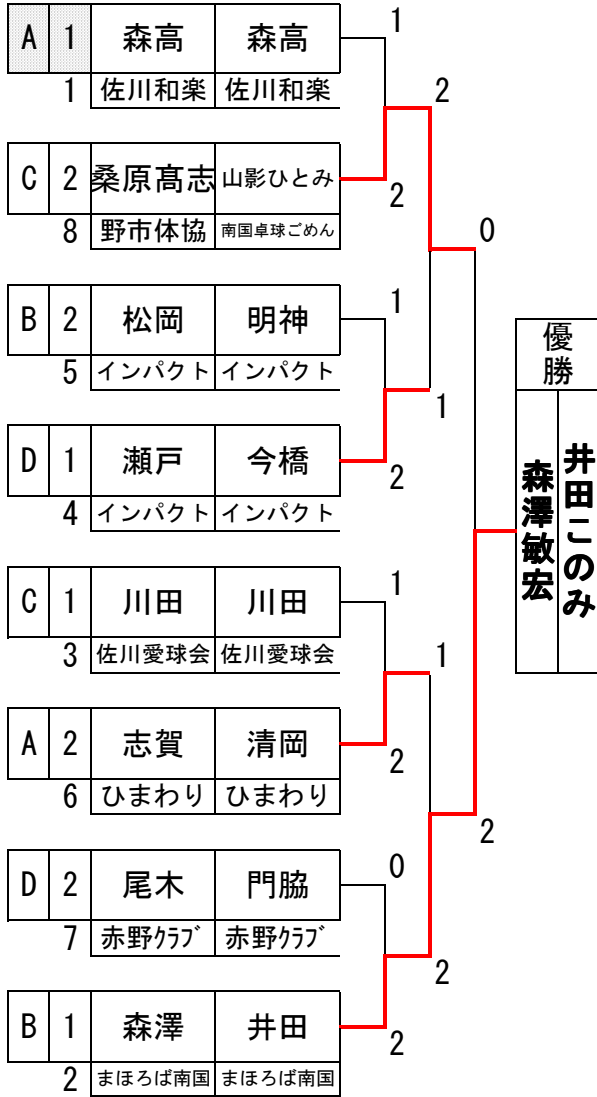 A 1 森高 森高 1
1 佐川和楽 佐川和楽 2
C 2 桑原髙志 山影ひとみ 2
8 野市体協 南国卓球ごめん 0
B 2 松岡 明神 1
5 インパクト インパクト 1
D 1 瀬戸 今橋 2
4 インパクト インパクト
優勝
森澤敏宏
井田このみ
C 1 川田 川田 1
3 佐川愛球会 佐川愛球会 1
A 2 志賀 清岡 2
6 ひまわり ひまわり 2
D 2 尾木 門脇 0
7 赤野クラブ 赤野クラブ 2
B 1 森澤 井田 2
2 まほろば南国 まほろば南国